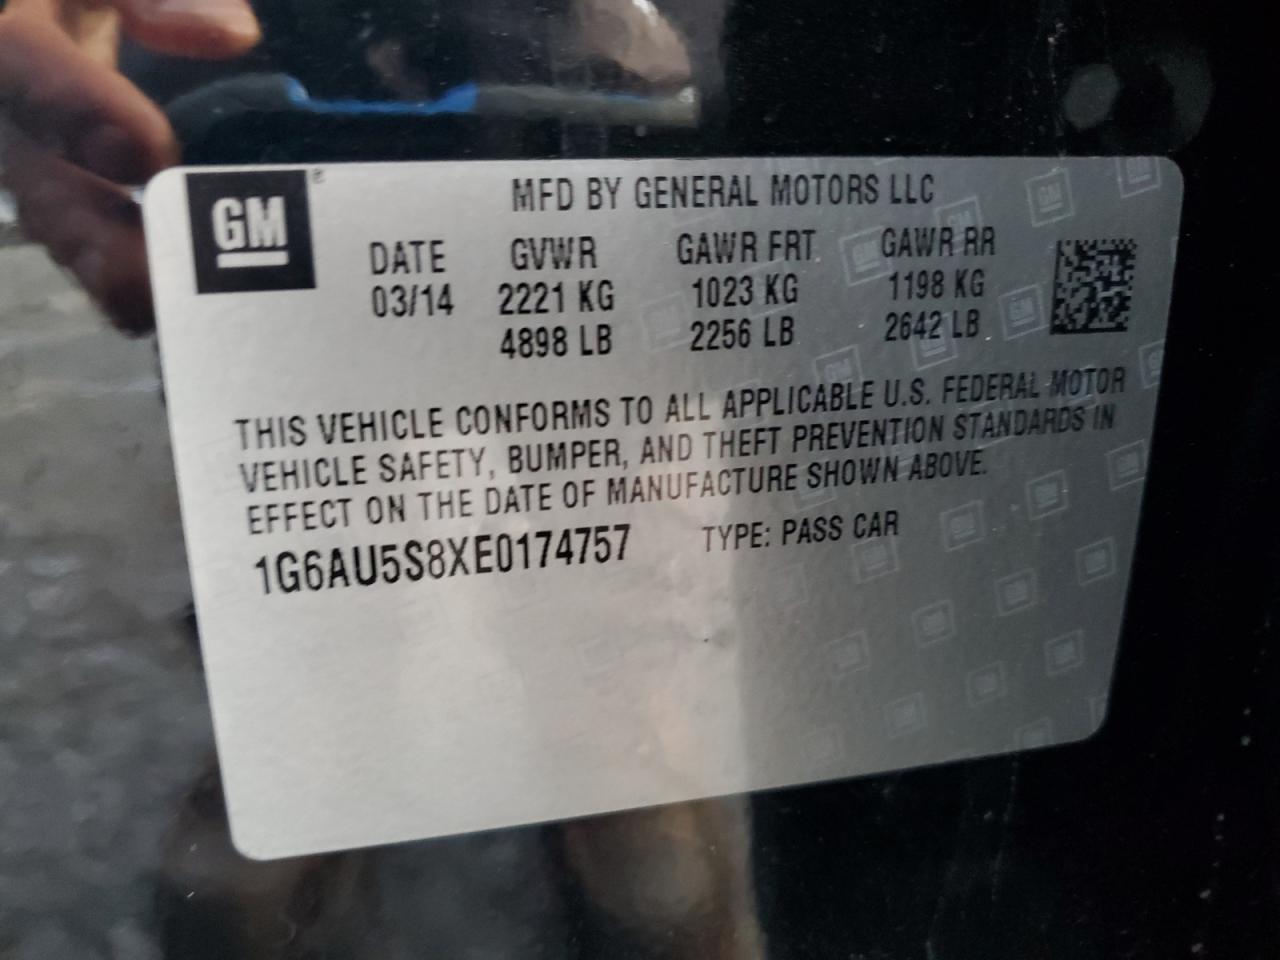 GM®
MFD BY GENERAL MOTORS LLC
DATE GVWR GAWR FRT. GAWR RR
03/14 2221 KG 1023 KG 1198 KG
4898 LB 2256 LB 2642 LB
THIS VEHICLE CONFORMS TO ALL APPLICABLE U.S. FEDERAL MOTOR
VEHICLE SAFETY, BUMPER, AND THEFT PREVENTION STANDARDS IN
EFFECT ON THE DATE OF MANUFACTURE SHOWN ABOVE.
1G6AU5S8XE0174757 TYPE: PASS CAR